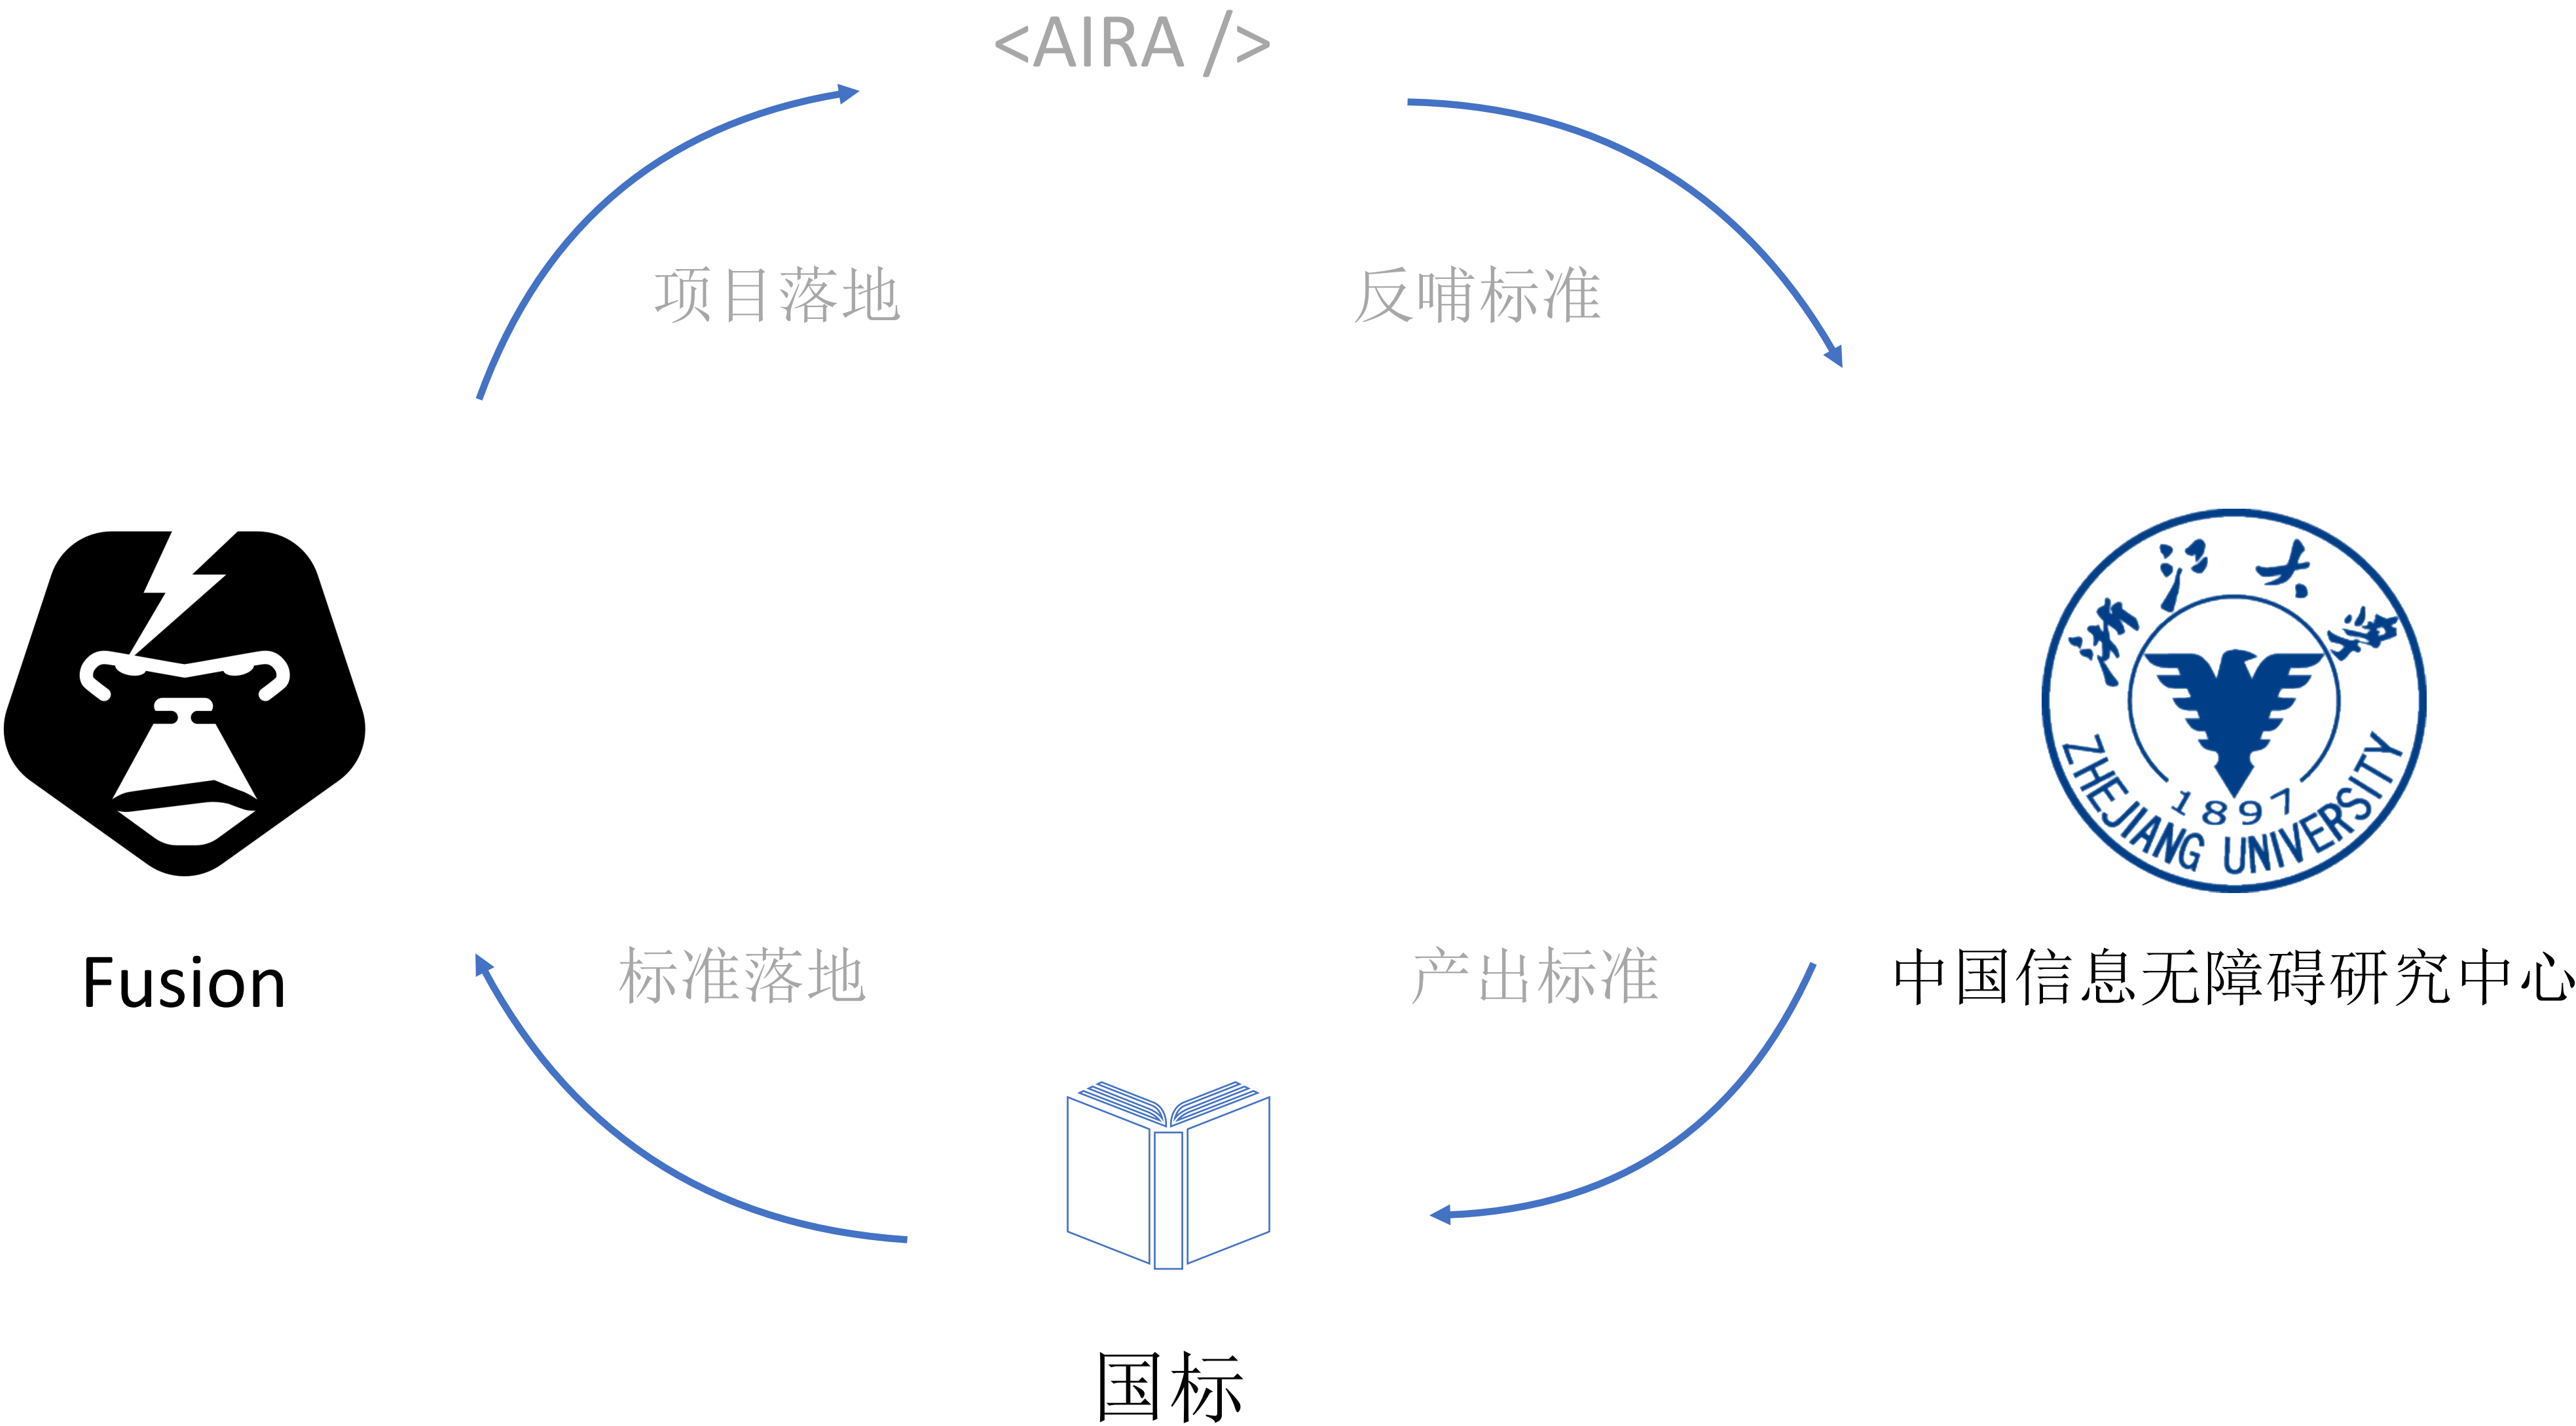 <AIRA />
项目落地
反哺标准
浙江大学
1897
ZHEJIANG UNIVERSITY
Fusion
标准落地
产出标准
中国信息无障碍研究中心
国标